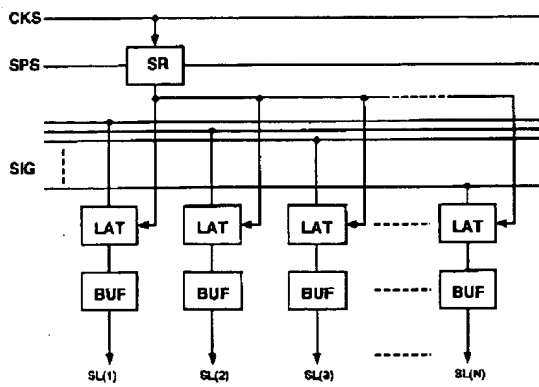 CKS
SPS SR
SIG
LAT LAT LAT LAT
BUF BUF BUF BUF
SL(1) SL(2) SL(3) SL(N)